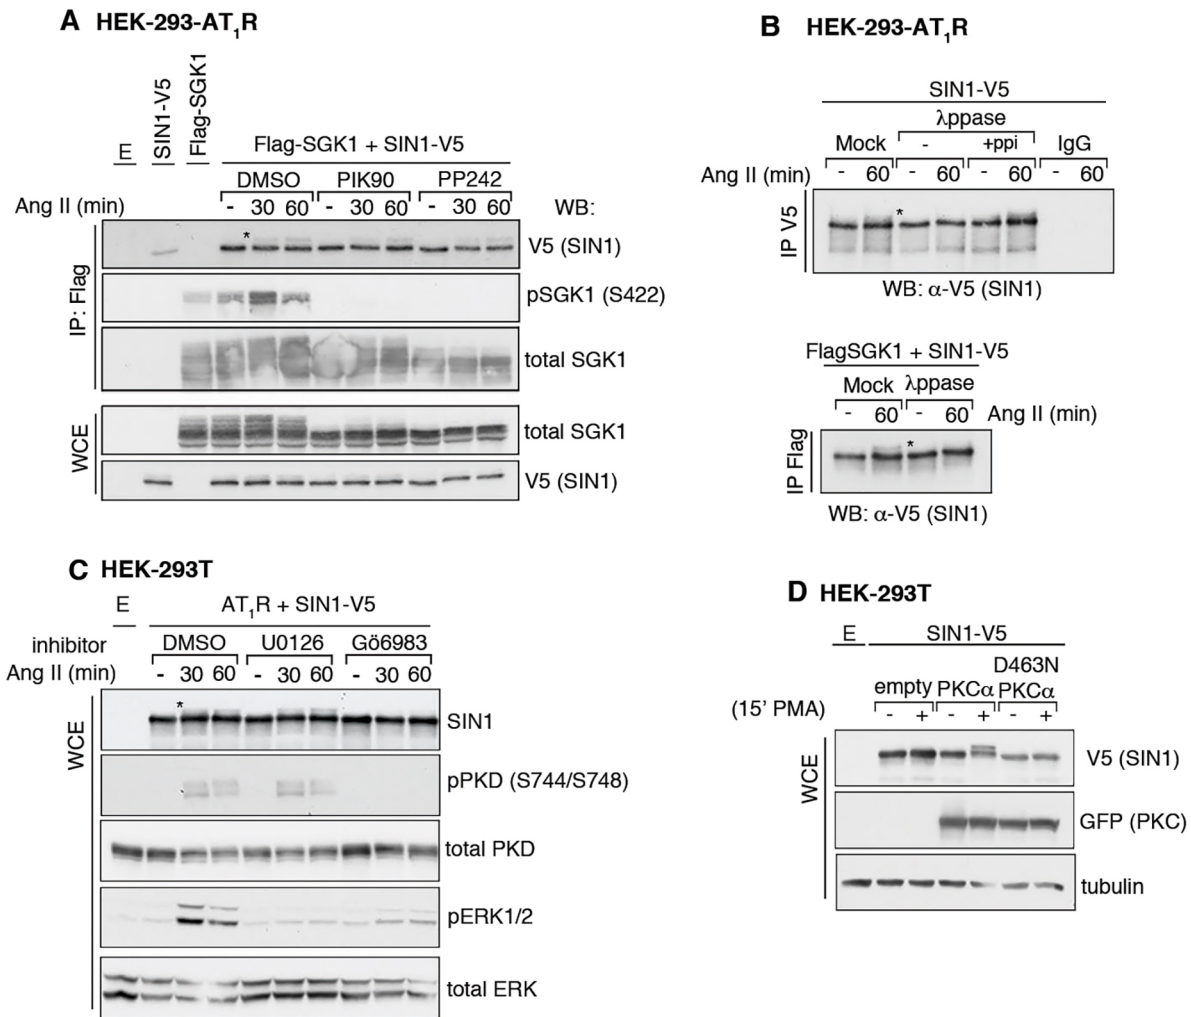 A HEK-293-AT1R
E
SIN1-V5
Flag-SGK1
Flag-SGK1 + SIN1-V5
DMSO PIK90 PP242
Ang II (min) - 30 60 - 30 60 - 30 60 WB:
IP: Flag
* V5 (SIN1)
pSGK1 (S422)
total SGK1
WCE
total SGK1
V5 (SIN1)
B HEK-293-AT1R
SIN1-V5
λppase
Mock - +ppi IgG
Ang II (min) - 60 - 60 - 60 - 60
IP V5
*
WB: α-V5 (SIN1)
FlagSGK1 + SIN1-V5
Mock λppase
- 60 - 60 Ang II (min)
IP Flag
*
WB: α-V5 (SIN1)
C HEK-293T
E AT1R + SIN1-V5
inhibitor DMSO U0126 Gö6983
Ang II (min) - 30 60 - 30 60 - 30 60
WCE
* SIN1
pPKD (S744/S748)
total PKD
pERK1/2
total ERK
D HEK-293T
E SIN1-V5
D463N
empty PKCα PKCα
(15' PMA) - + - + - +
WCE
V5 (SIN1)
GFP (PKC)
tubulin